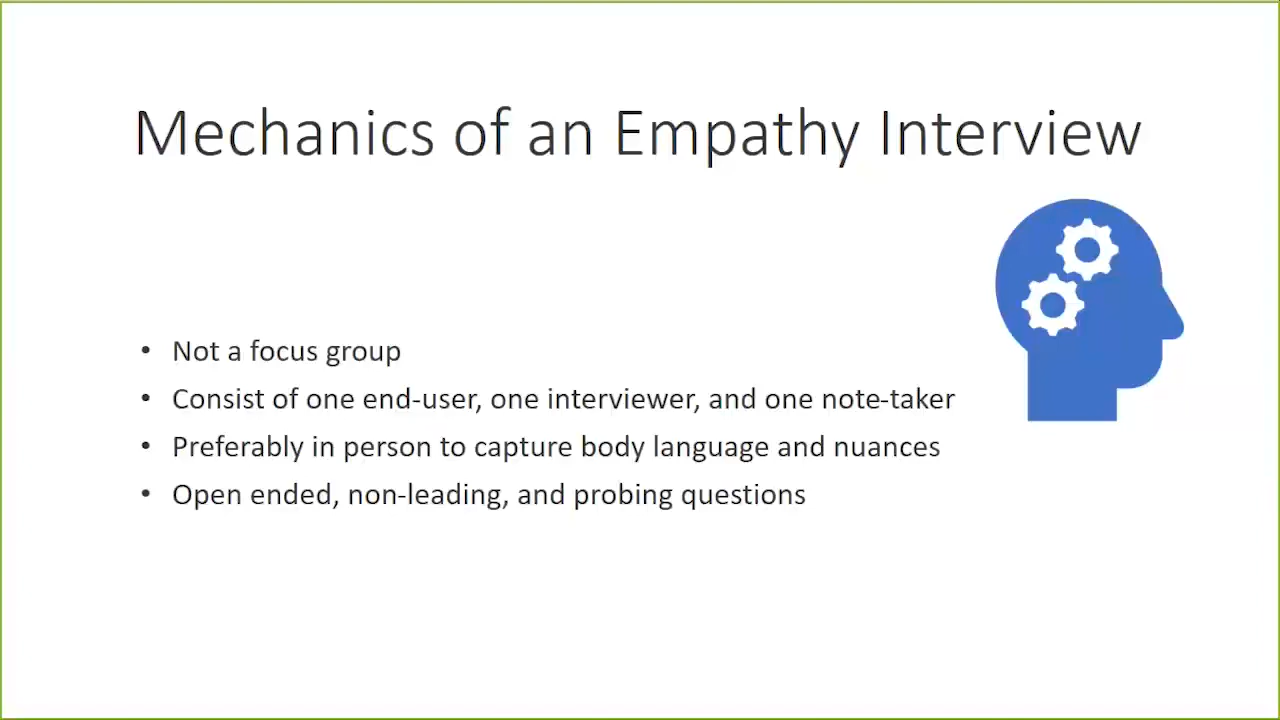 Mechanics of an Empathy Interview
• Not a focus group
• Consist of one end-user, one interviewer, and one note-taker
• Preferably in person to capture body language and nuances
• Open ended, non-leading, and probing questions